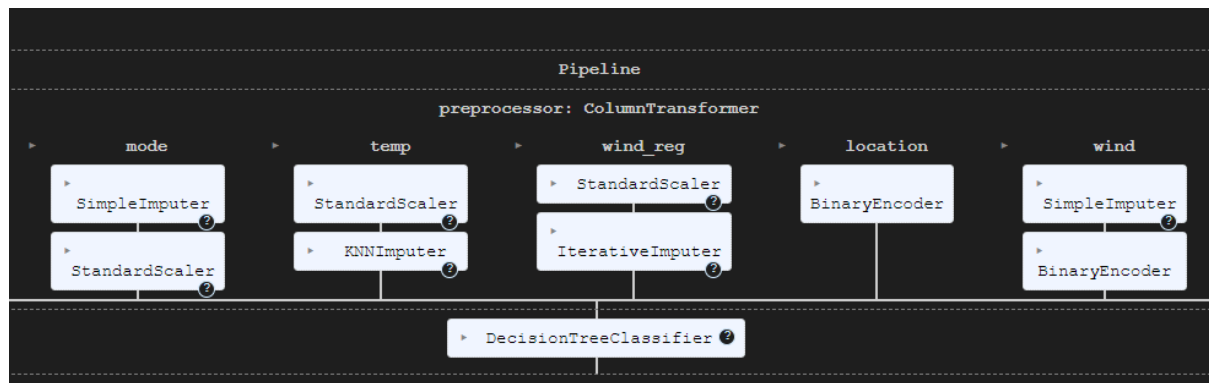 Pipeline
preprocessor: ColumnTransformer
mode temp wind_reg location wind
SimpleImputer StandardScaler StandardScaler BinaryEncoder SimpleImputer
? ? ? ?
StandardScaler KNNImputer IterativeImputer BinaryEncoder
? ? ?
DecisionTreeClassifier ?